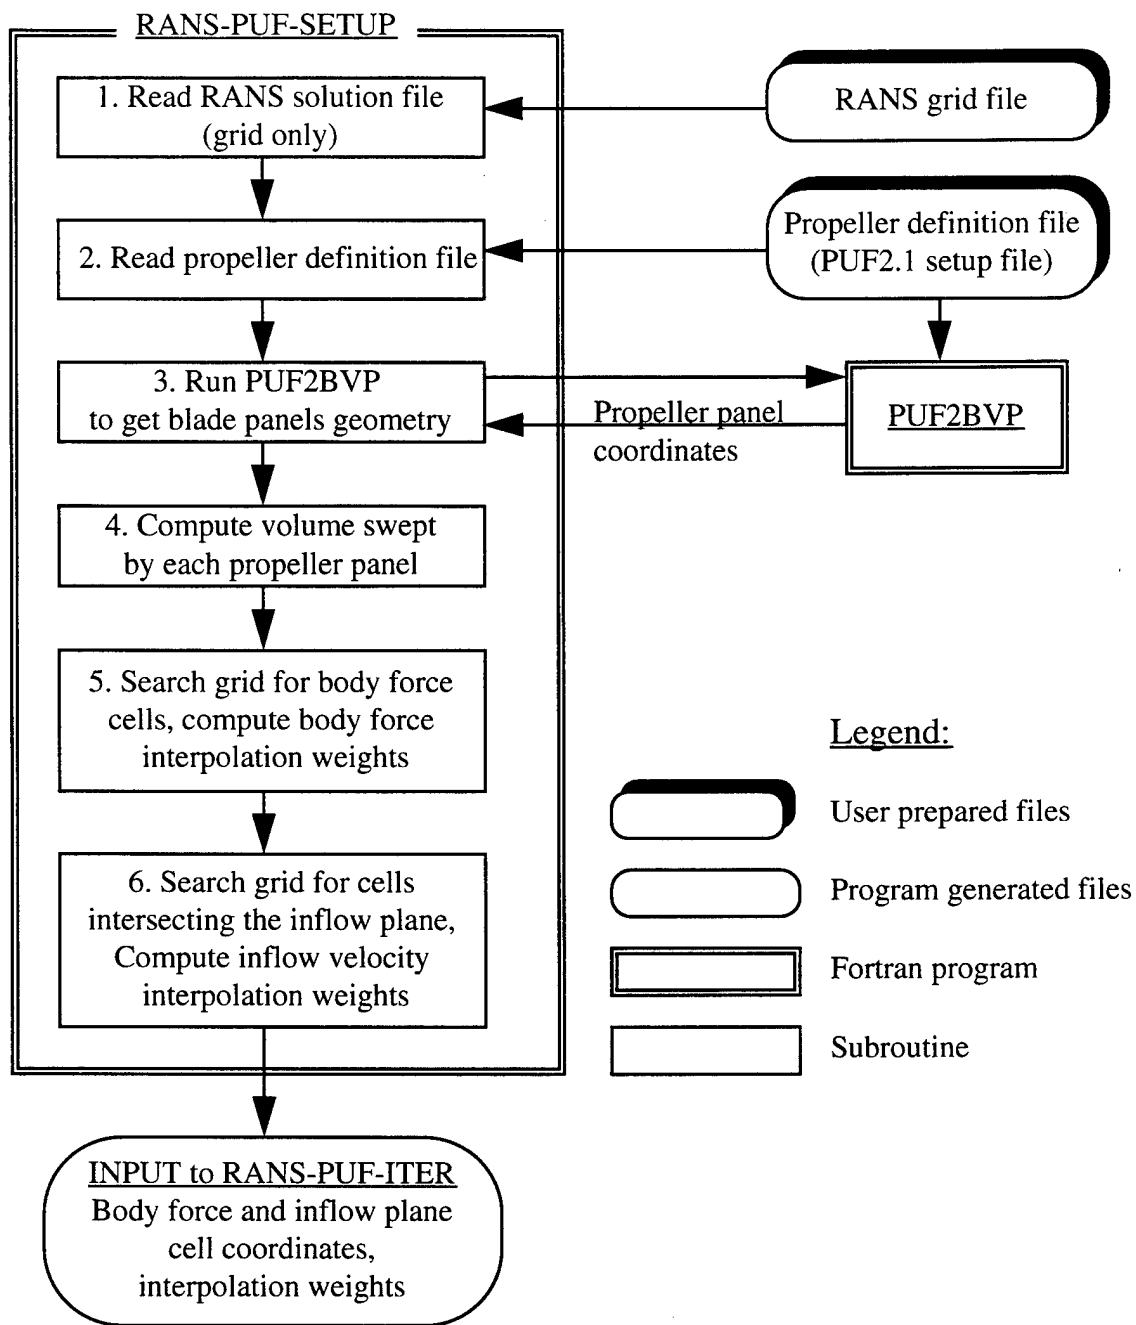 RANS-PUF-SETUP
1. Read RANS solution file
(grid only)
RANS grid file
2. Read propeller definition file
Propeller definition file
(PUF2.1 setup file)
3. Run PUF2BVP
to get blade panels geometry
Propeller panel
coordinates
PUF2BVP
4. Compute volume swept
by each propeller panel
5. Search grid for body force
cells, compute body force
interpolation weights
6. Search grid for cells
intersecting the inflow plane,
Compute inflow velocity
interpolation weights
Legend:
User prepared files
Program generated files
Fortran program
Subroutine
INPUT to RANS-PUF-ITER
Body force and inflow plane
cell coordinates,
interpolation weights